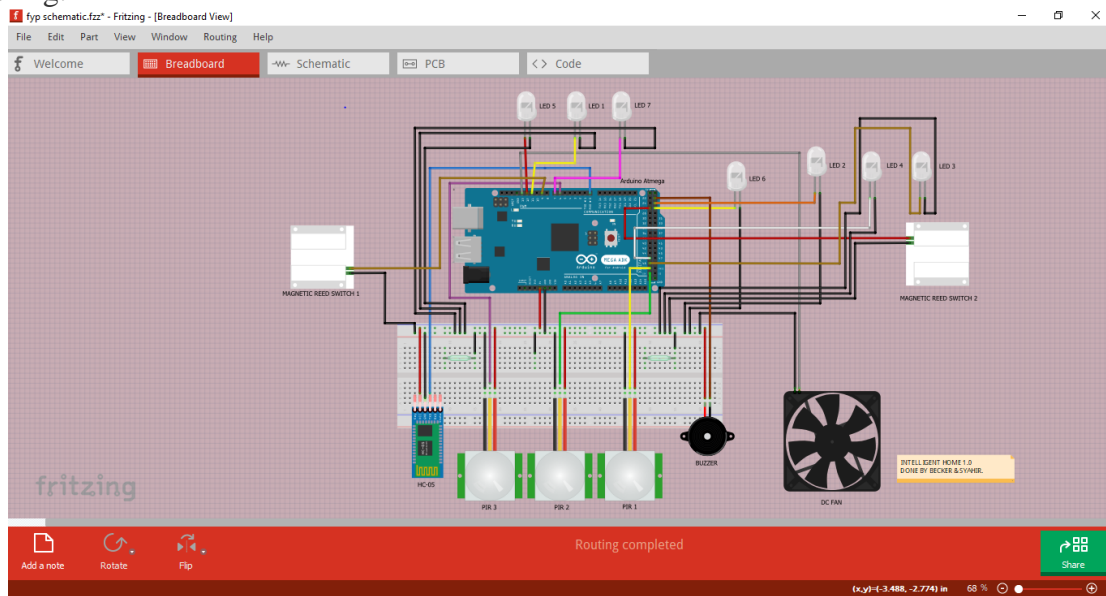 fyp schematic.fzz* - Fritzing - [Breadboard View]
File Edit Part View Window Routing Help
Welcome Breadboard Schematic PCB Code
LED 5 LED 1 LED 7
LED 2 LED 4 LED 3
LED 6
Arduino Atmega
MEGA ADK
MAGNETIC REED SWITCH 1
MAGNETIC REED SWITCH 2
BUZZER
INTELLIGENT HOME 1.0
DONE BY BECKER & SYAHIR.
fritzing
HC-05
PIR 3 PIR 2 PIR 1
DC FAN
Routing completed
Add a note Rotate Flip Share
(x,y)=(-3.488, -2.774) in 68 %